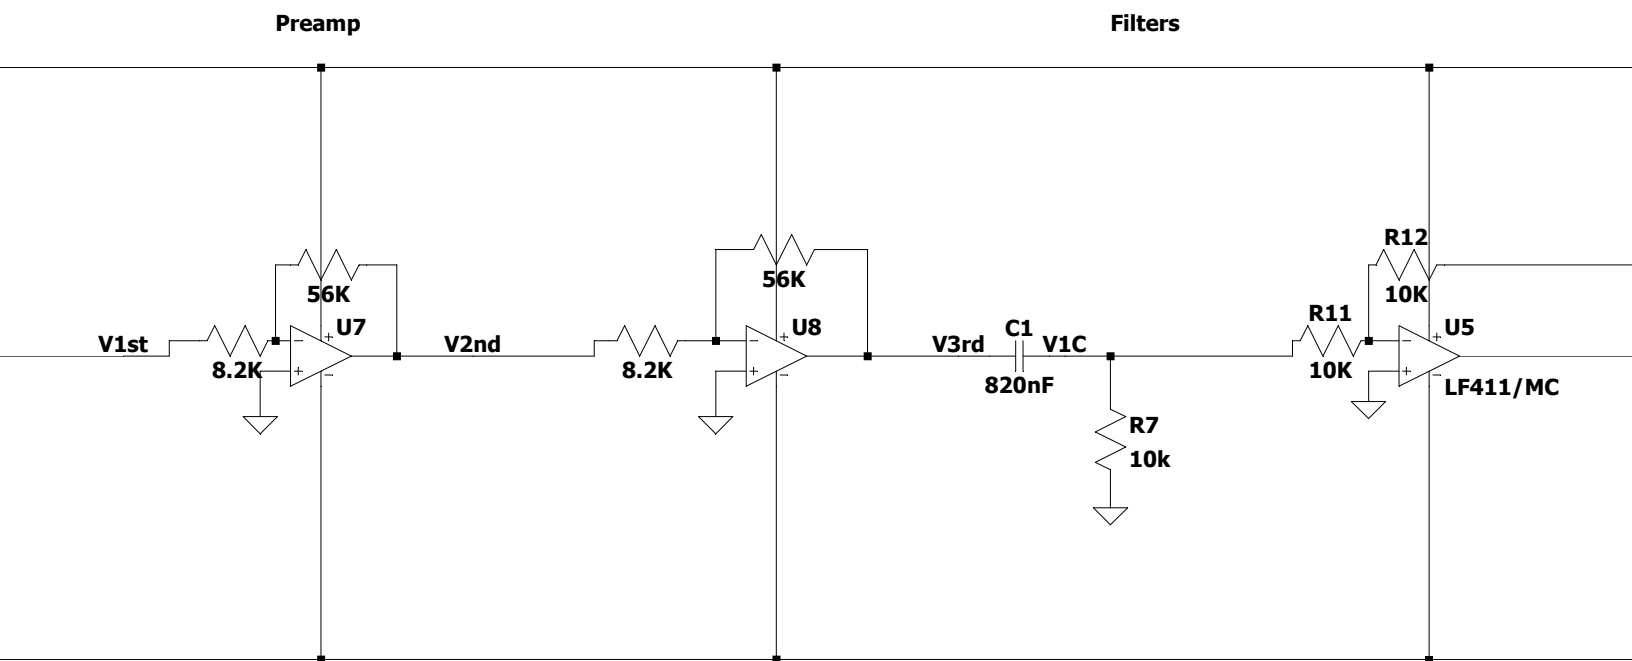 Preamp
Filters
R12
56K
56K
10K
R11
V1st
U7
V2nd
U8
V3rd
C1
V1C
U5
8.2K
8.2K
820nF
10K
LF411/MC
R7
10k